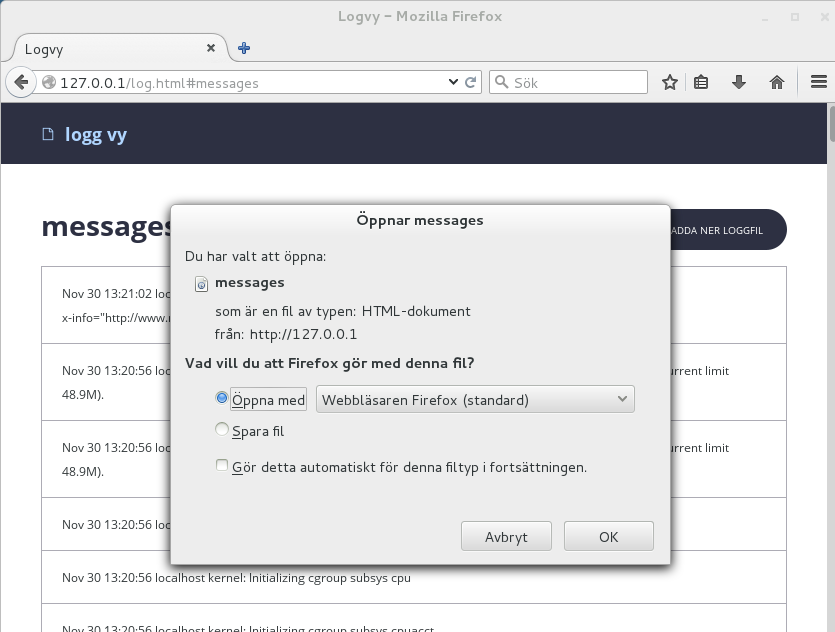 Logvy - Mozilla Firefox
Logvy
127.0.0.1/log.html#messages
Sök
logg vy
messages
ADDA NER LOGGFIL
Öppnar messages
Du har valt att öppna:
messages
som är en fil av typen: HTML-dokument
från: http://127.0.0.1
Vad vill du att Firefox gör med denna fil?
Öppna med
Webbläsaren Firefox (standard)
Spara fil
Gör detta automatiskt för denna filtyp i fortsättningen.
Avbryt
OK
Nov 30 13:21:02
x-info="http://www.
Nov 30 13:20:56
limit
48.9M).
Nov 30 13:20:56
limit
48.9M).
Nov 30 13:20:56
Nov 30 13:20:56 localhost kernel: Initializing cgroup subsys cpu
Nov 30 13:20:56 localhost kernel: Initializing cgroup subsys cpuacct